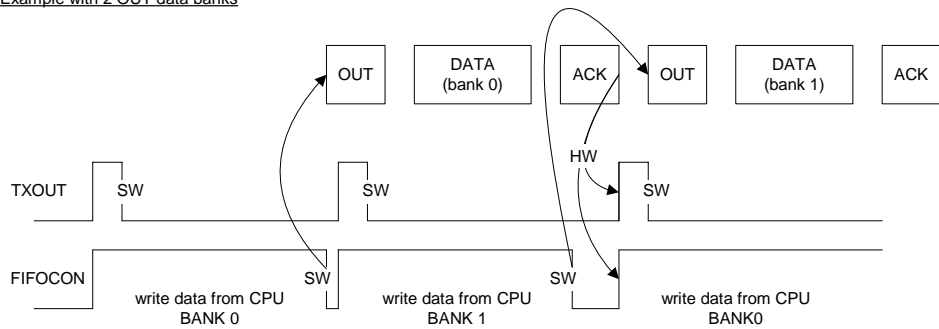 Example with 2 OUT data banks
OUT
DATA
(bank 0)
ACK
OUT
DATA
(bank 1)
ACK
HW
TXOUT
SW
SW
SW
FIFOCON
SW
SW
write data from CPU
BANK 0
write data from CPU
BANK 1
write data from CPU
BANK0